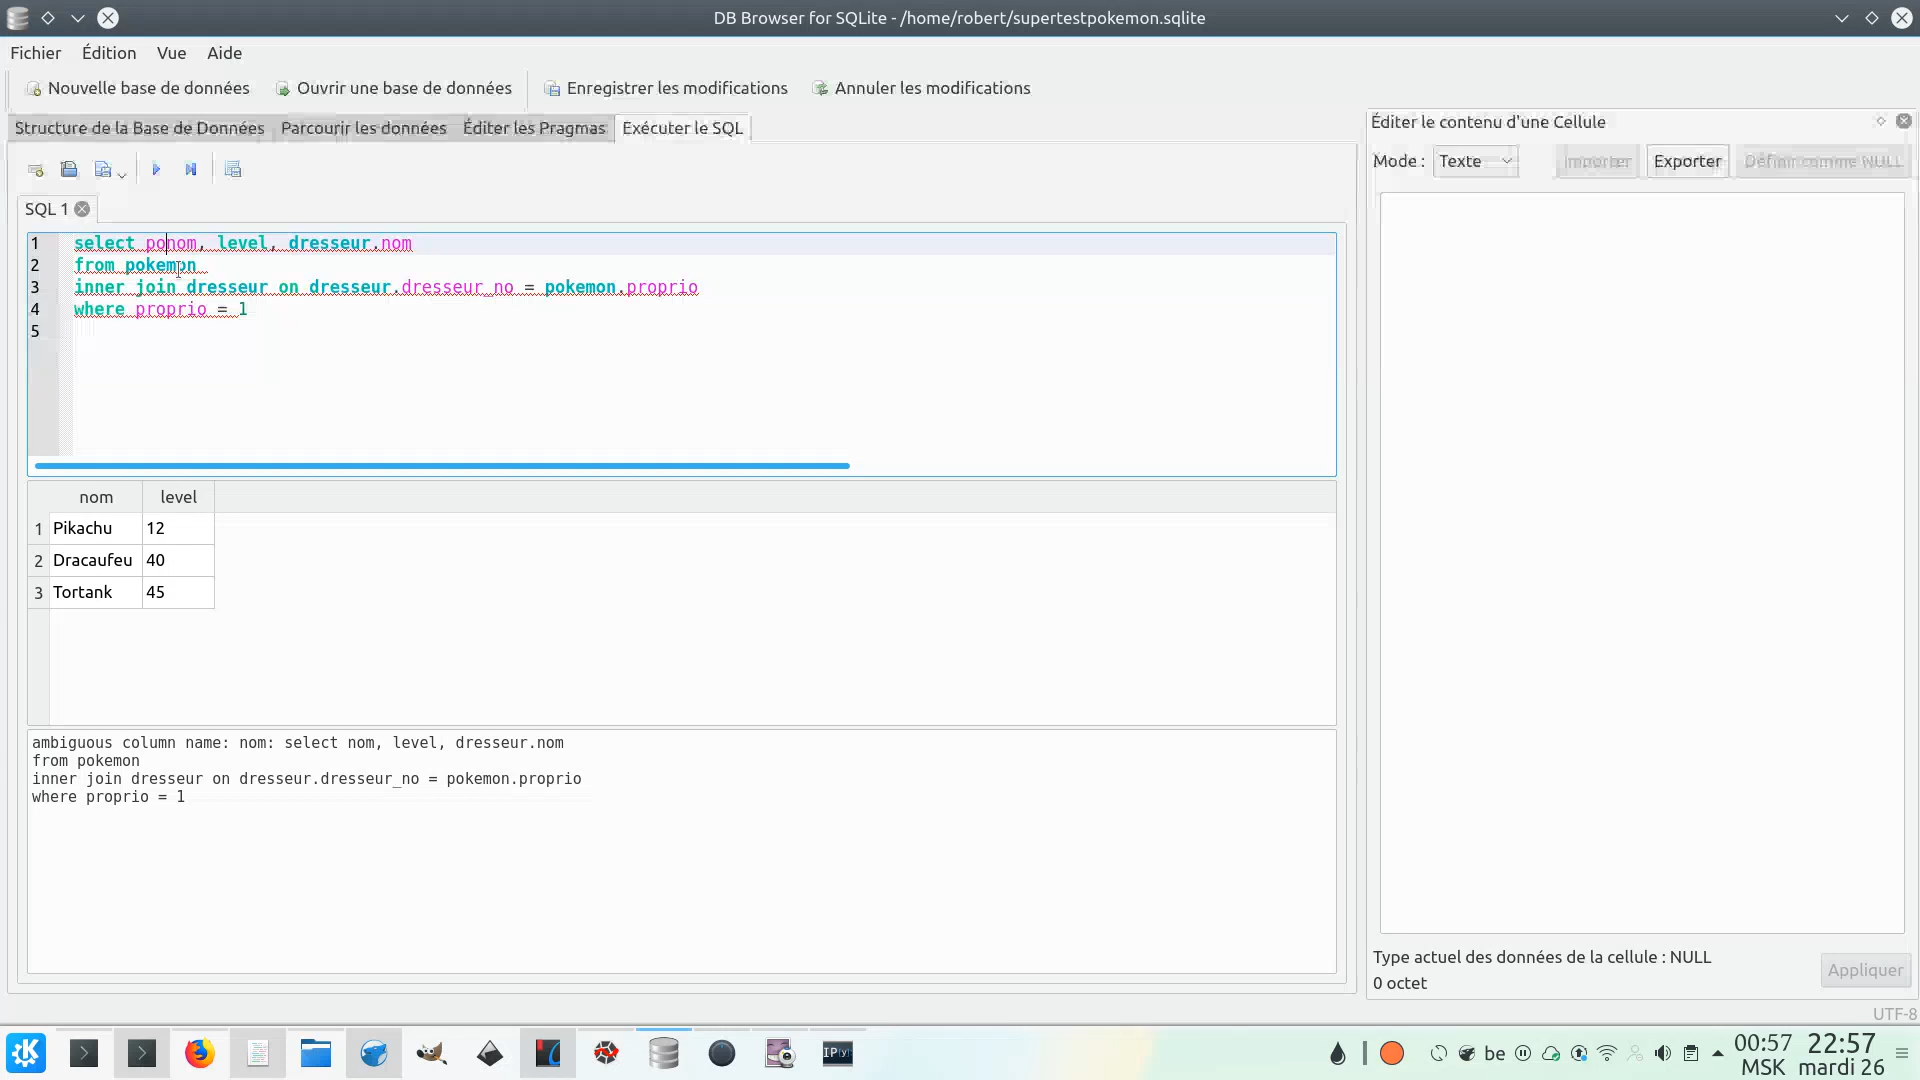 DB Browser for SQLite - /home/robert/supertestpokemon.sqlite
Fichier Édition Vue Aide
Nouvelle base de données Ouvrir une base de données Enregistrer les modifications Annuler les modifications
Structure de la Base de Données Parcourir les données Éditer les Pragmas Exécuter le SQL
Éditer le contenu d'une Cellule
Mode : Texte Importer Exporter Définir comme NULL
SQL 1
1 select ponom, level, dresseur.nom
2 from pokemon
3 inner join dresseur on dresseur.dresseur_no = pokemon.proprio
4 where proprio = 1
5
nom level
1 Pikachu 12
2 Dracaufeu 40
3 Tortank 45
ambiguous column name: nom: select nom, level, dresseur.nom
from pokemon
inner join dresseur on dresseur.dresseur_no = pokemon.proprio
where proprio = 1
Type actuel des données de la cellule : NULL
0 octet
Appliquer
UTF-8
IP[y]
be
00:57
MSK
22:57
mardi 26